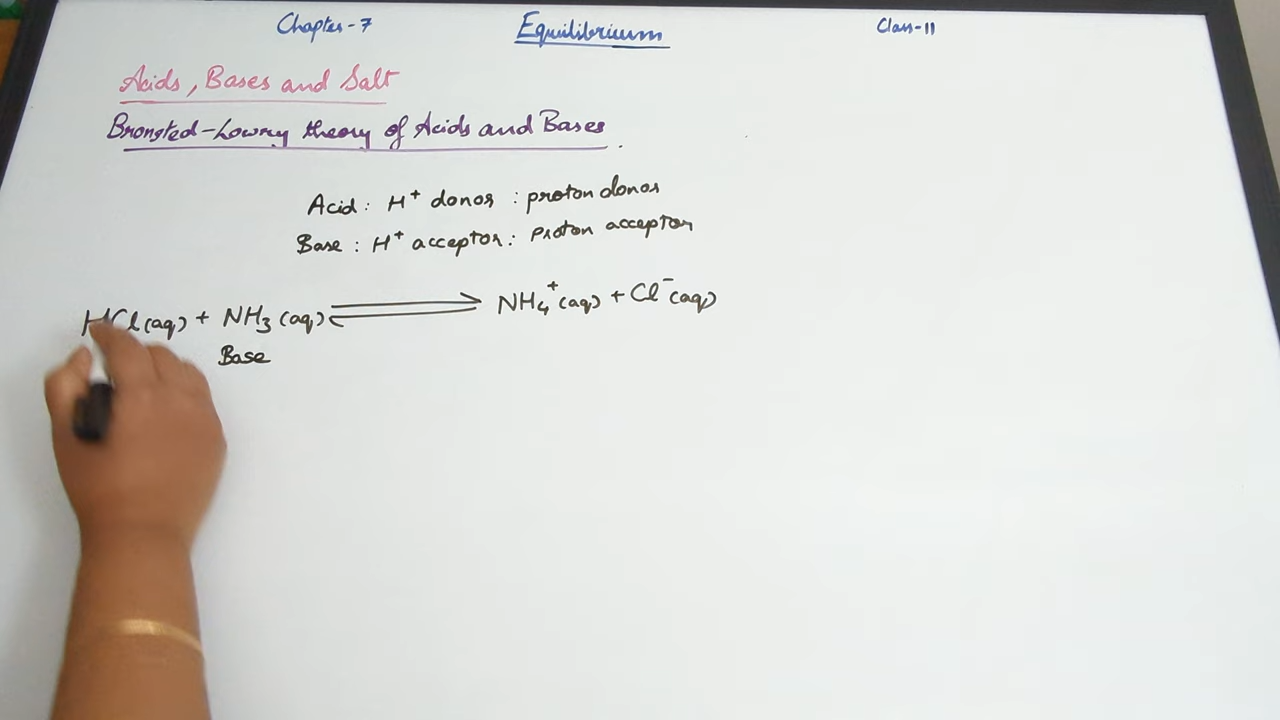 Chapter-7 Equilibrium Class-11
Acids, Bases and Salt
Bronsted-Lowry theory of Acids and Bases.
Acid : H⁺ donor : proton donor
Base : H⁺ acceptor : Proton acceptor
HCl(aq) + NH₃(aq) ⇌ NH₄⁺(aq) + Cl⁻(aq)
Base